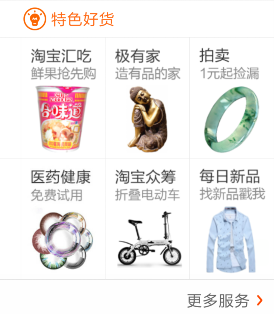 特色好货
淘宝汇吃 极有家 拍卖
鲜果抢先购 造有品的家 1元起捡漏
NOODLES
合味道
医药健康 淘宝众筹 每日新品
免费试用 折叠电动车 找新品戳我
更多服务 >